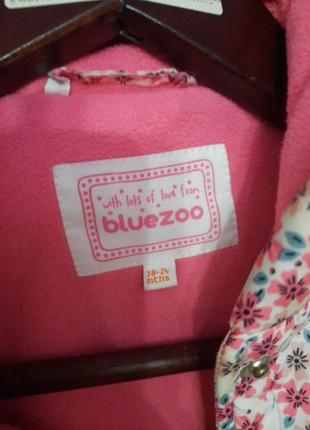 with lots of love from
bluezoo
18-24
mths